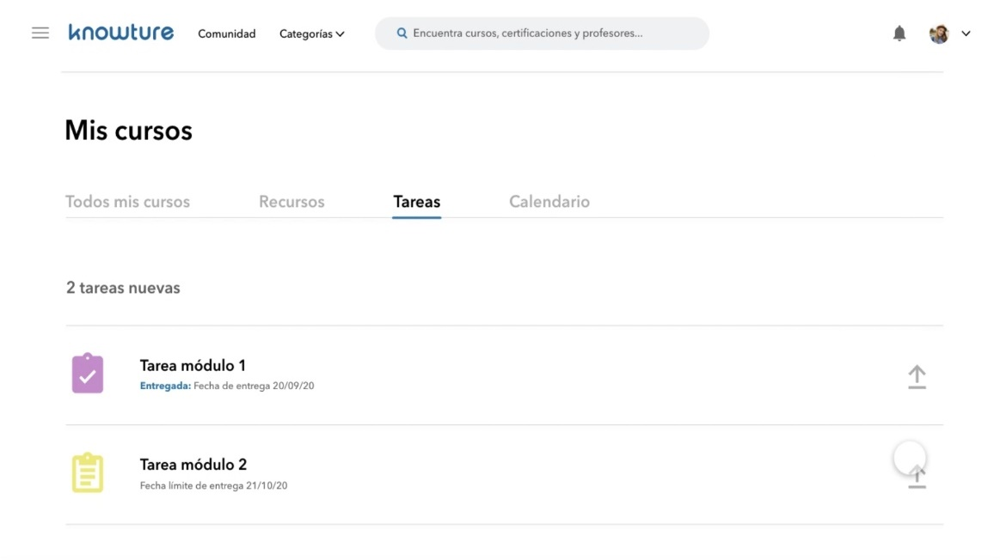 knowture
Comunidad
Categorías
Encuentra cursos, certificaciones y profesores...
Mis cursos
Todos mis cursos
Recursos
Tareas
Calendario
2 tareas nuevas
Tarea módulo 1
Entregada: Fecha de entrega 20/09/20
Tarea módulo 2
Fecha límite de entrega 21/10/20